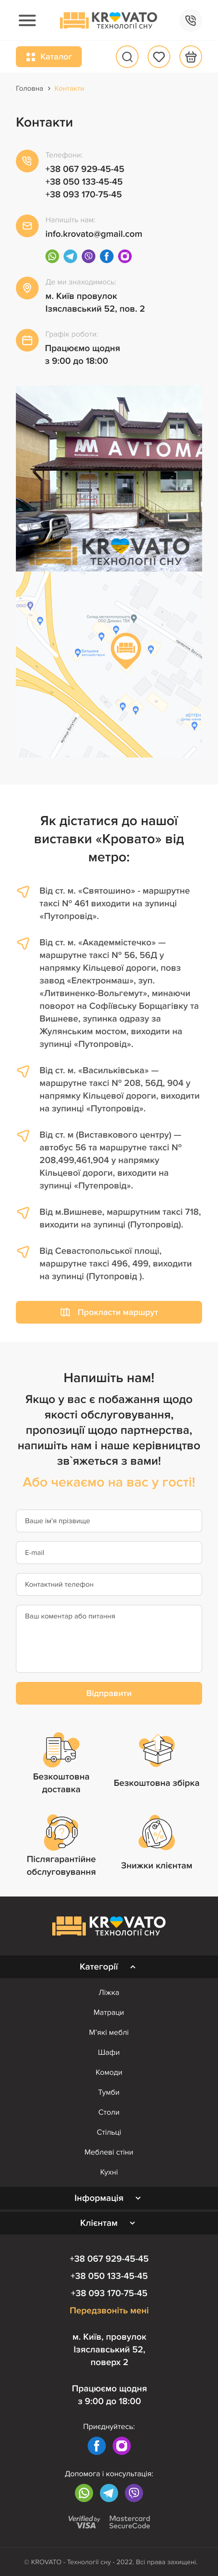 KROVATO
ТЕХНОЛОГІЇ СНУ
Каталог
Головна > Контакти
Контакти
Телефони:
+38 067 929-45-45
+38 050 133-45-45
+38 093 170-75-45
Напишіть нам:
info.krovato@gmail.com
Де ми знаходимось:
м. Київ провулок
Ізяславський 52, пов. 2
Графік роботи:
Працюємо щодня
з 9:00 до 18:00
AVTOMA
KROVATO
ТЕХНОЛОГІЇ СНУ
Як дістатися до нашої
виставки «Кровато» від
метро:
Від ст. м. «Святошино» - маршрутне
таксі № 461 виходити на зупинці
«Путопровід».
Від ст. м. «Академмістечко» —
маршрутне таксі № 56, 56Д у
напрямку Кільцевої дороги, повз
завод «Електронмаш», зуп.
«Литвиненко-Вольгемут», минаючи
поворот на Софіївську Борщагівку та
Вишневе, зупинка одразу за
Жулянським мостом, виходити на
зупинці «Путопровід».
Від ст. м. «Васильківська» —
маршрутне таксі № 208, 56Д, 904 у
напрямку Кільцевої дороги, виходити
на зупинці «Путопровід».
Від ст. м (Виставкового центру) —
автобус 56 та маршрутне таксі №
208,499,461,904 у напрямку
Кільцевої дороги, виходити на
зупинці «Путепровід».
Від м.Вишневе, маршрутним таксі 718,
виходити на зупинці (Путопровід).
Від Севастопольської площі,
маршрутне таксі 496, 499, виходити
на зупинці (Путопровід ).
Прокласти маршрут
Напишіть нам!
Якщо у вас є побажання щодо
якості обслуговування,
пропозиції щодо партнерства,
напишіть нам і наше керівництво
зв`яжеться з вами!
Або чекаємо на вас у гості!
Ваше ім'я прізвище
E-mail
Контактний телефон
Ваш коментар або питання
Відправити
Безкоштовна
доставка
Безкоштовна збірка
Післягарантійне
обслуговування
Знижки клієнтам
KROVATO
ТЕХНОЛОГІЇ СНУ
Категорії
Ліжка
Матраци
М'які меблі
Шафи
Комоди
Тумби
Столи
Стільці
Меблеві стіни
Кухні
Інформація
Клієнтам
+38 067 929-45-45
+38 050 133-45-45
+38 093 170-75-45
Передзвоніть мені
м. Київ, провулок
Ізяславський 52,
поверх 2
Працюємо щодня
з 9:00 до 18:00
Приєднуйтесь:
Допомога і консультація:
Verified by
VISA
Mastercard
SecureCode
© KROVATO - Технології сну - 2022. Всі права захищені.